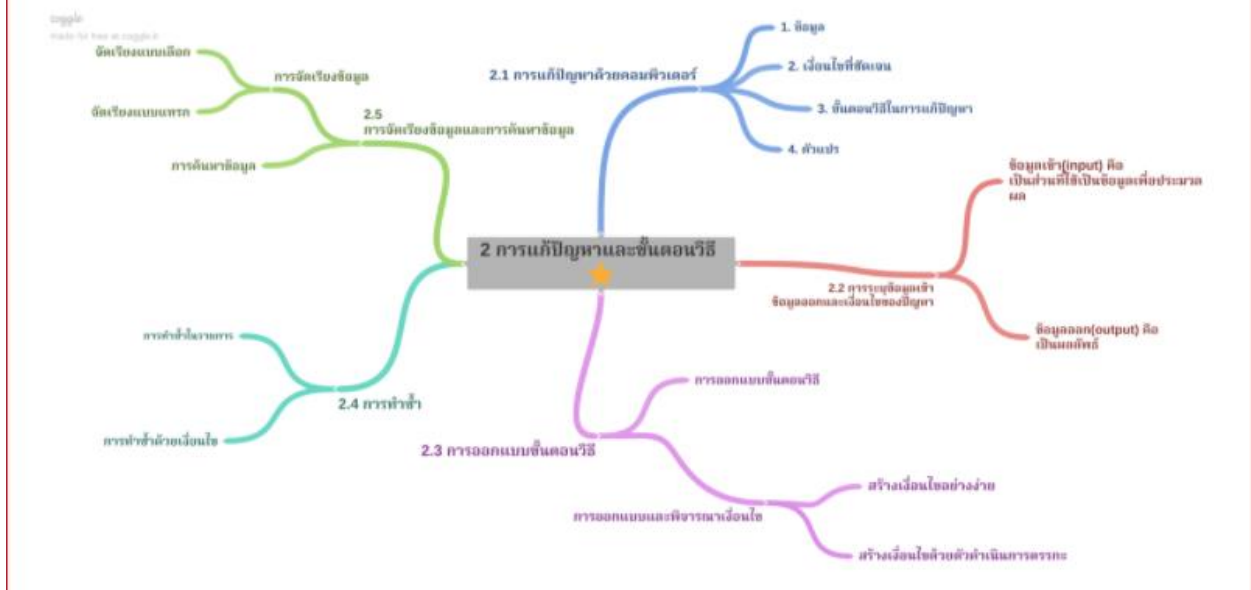 coggle
made for free at coggle.it
2 การแก้ปัญหาและขั้นตอนวิธี
2.1 การแก้ปัญหาด้วยคอมพิวเตอร์
1. ข้อมูล
2. เงื่อนไขที่ชัดเจน
3. ขั้นตอนวิธีในการแก้ปัญหา
4. ตัวแปร
2.2 การระบุข้อมูลเข้า
ข้อมูลออกและเงื่อนไขของปัญหา
ข้อมูลเข้า(input) คือ
เป็นส่วนที่ใช้เป็นข้อมูลเพื่อประมวล
ผล
ข้อมูลออก(output) คือ
เป็นผลลัพธ์
2.3 การออกแบบขั้นตอนวิธี
การออกแบบขั้นตอนวิธี
การออกแบบและพิจารณาเงื่อนไข
สร้างเงื่อนไขอย่างง่าย
สร้างเงื่อนไขด้วยตัวดำเนินการตรรกะ
2.4 การทำซ้ำ
การทำซ้ำในรายการ
การทำซ้ำด้วยเงื่อนไข
2.5
การจัดเรียงข้อมูลและการค้นหาข้อมูล
การจัดเรียงข้อมูล
จัดเรียงแบบเลือก
จัดเรียงแบบแทรก
การค้นหาข้อมูล